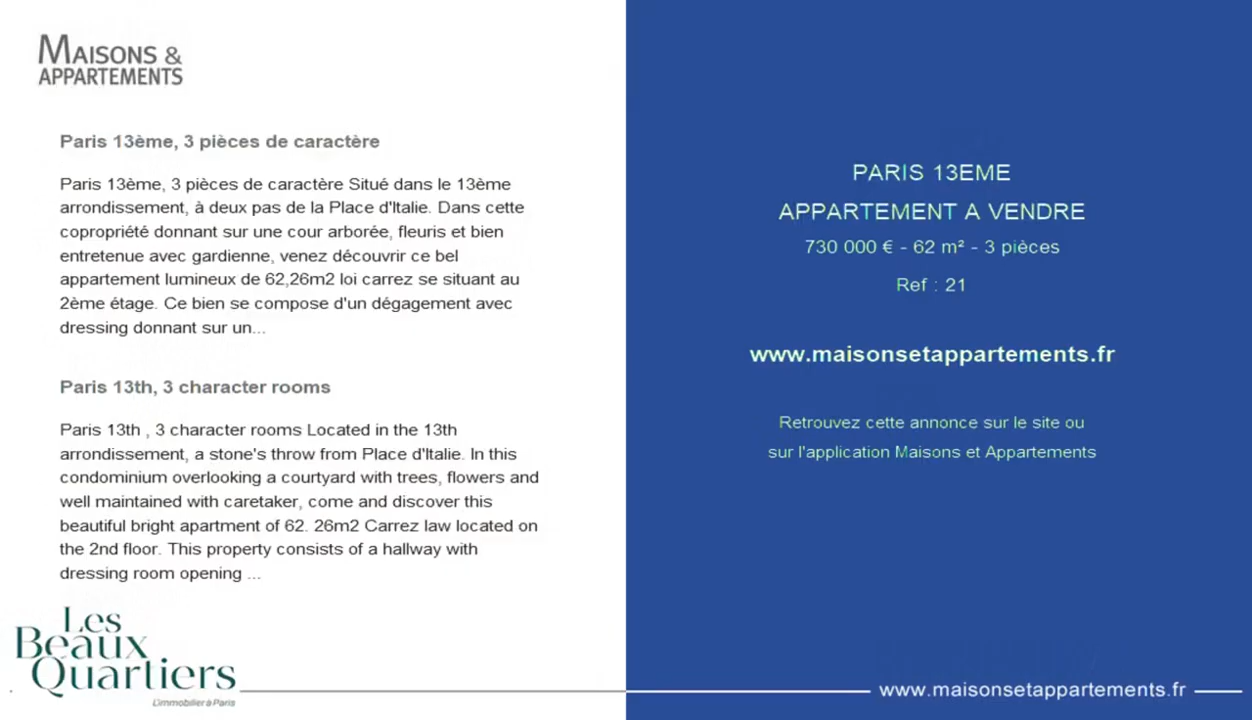 MAISONS &
APPARTEMENTS
Paris 13ème, 3 pièces de caractère
Paris 13ème, 3 pièces de caractère Situé dans le 13ème
arrondissement, à deux pas de la Place d'Italie. Dans cette
copropriété donnant sur une cour arborée, fleuris et bien
entretenue avec gardienne, venez découvrir ce bel
appartement lumineux de 62,26m2 loi carrez se situant au
2ème étage. Ce bien se compose d'un dégagement avec
dressing donnant sur un...
Paris 13th, 3 character rooms
Paris 13th , 3 character rooms Located in the 13th
arrondissement, a stone's throw from Place d'Italie. In this
condominium overlooking a courtyard with trees, flowers and
well maintained with caretaker, come and discover this
beautiful bright apartment of 62. 26m2 Carrez law located on
the 2nd floor. This property consists of a hallway with
dressing room opening ...
Les
Beaux
Quartiers
L'immobilier à Paris
PARIS 13EME
APPARTEMENT A VENDRE
730 000 € - 62 m² - 3 pièces
Ref : 21
www.maisonsetappartements.fr
Retrouvez cette annonce sur le site ou
sur l'application Maisons et Appartements
www.maisonsetappartements.fr